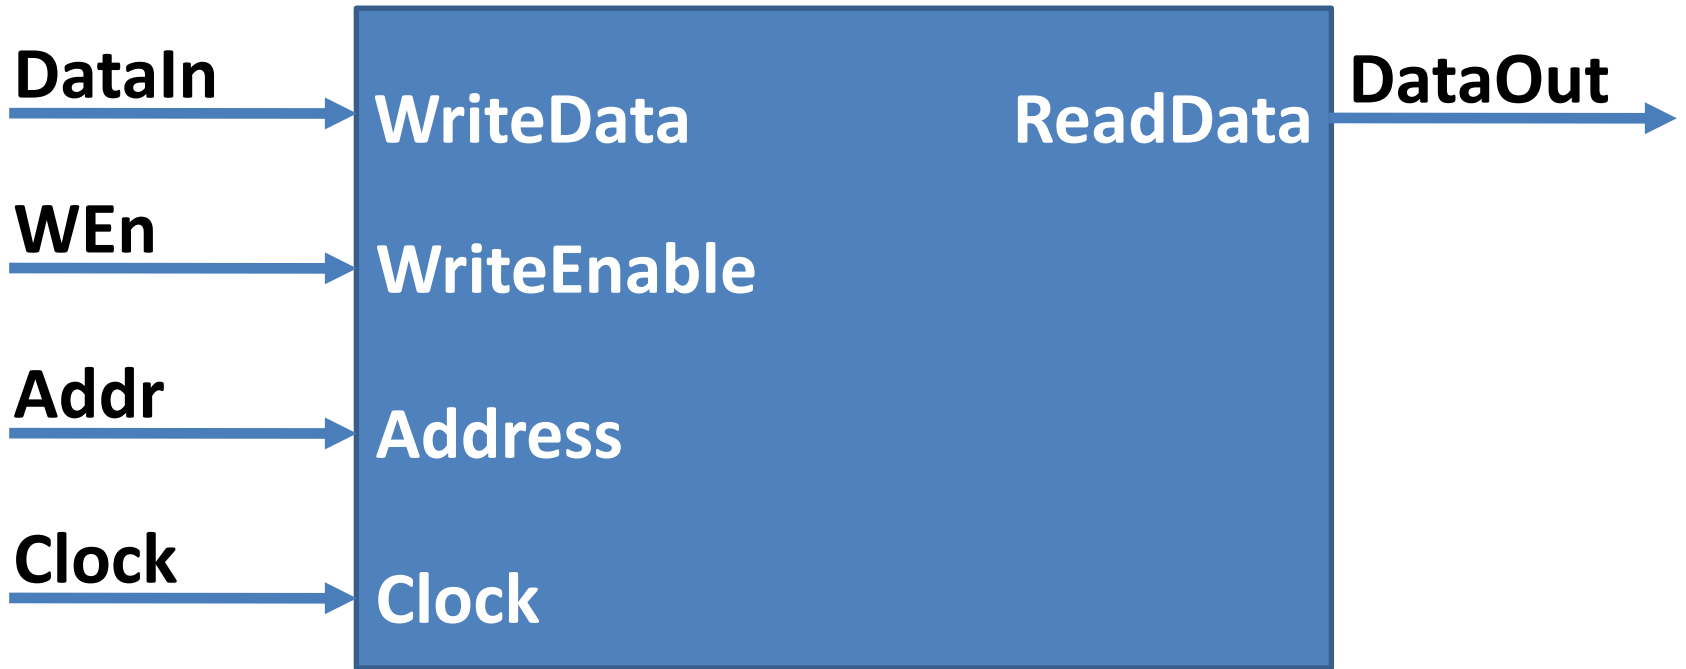 DataIn
WriteData
ReadData
DataOut
WEn
WriteEnable
Addr
Address
Clock
Clock